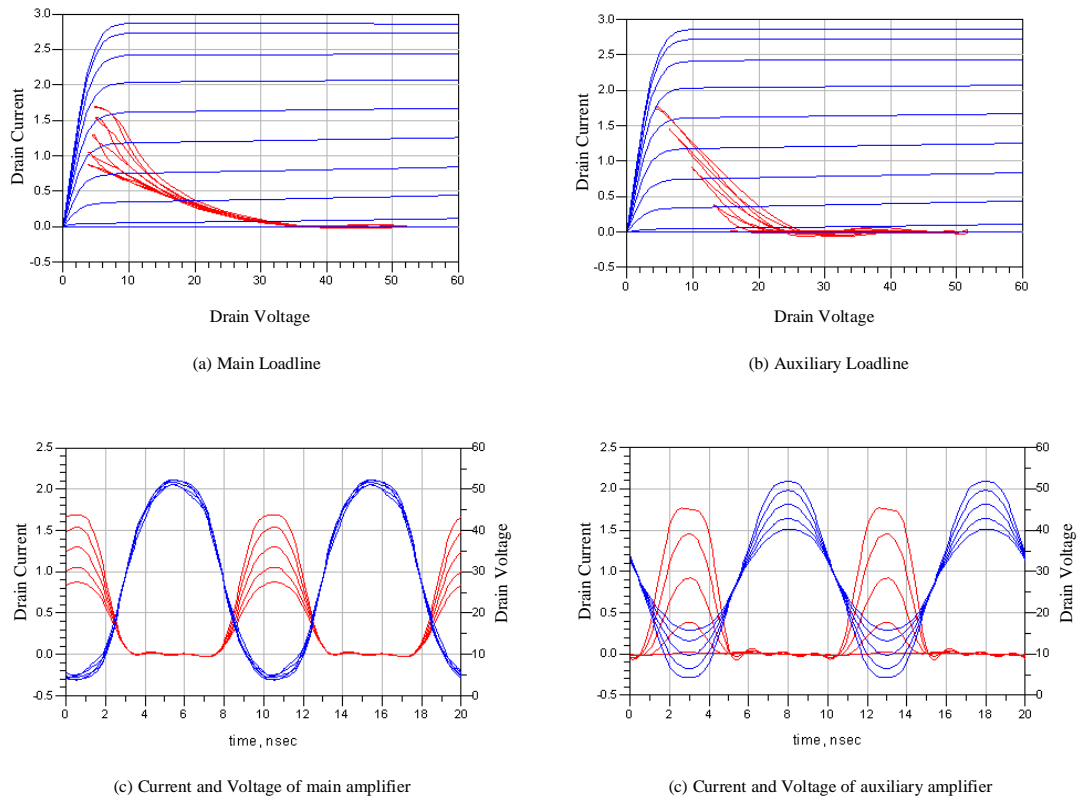 3.0
2.5
2.0
1.5
1.0
0.5
0.0
-0.5
Drain Current
0 10 20 30 40 50 60
Drain Voltage
(a) Main Loadline
3.0
2.5
2.0
1.5
1.0
0.5
0.0
-0.5
Drain Current
0 10 20 30 40 50 60
Drain Voltage
(b) Auxiliary Loadline
2.5
2.0
1.5
1.0
0.5
0.0
-0.5
Drain Current
60
50
40
30
20
10
0
Drain Voltage
0 2 4 6 8 10 12 14 16 18 20
time, nsec
(c) Current and Voltage of main amplifier
2.5
2.0
1.5
1.0
0.5
0.0
-0.5
Drain Current
60
50
40
30
20
10
0
Drain Voltage
0 2 4 6 8 10 12 14 16 18 20
time, nsec
(c) Current and Voltage of auxiliary amplifier